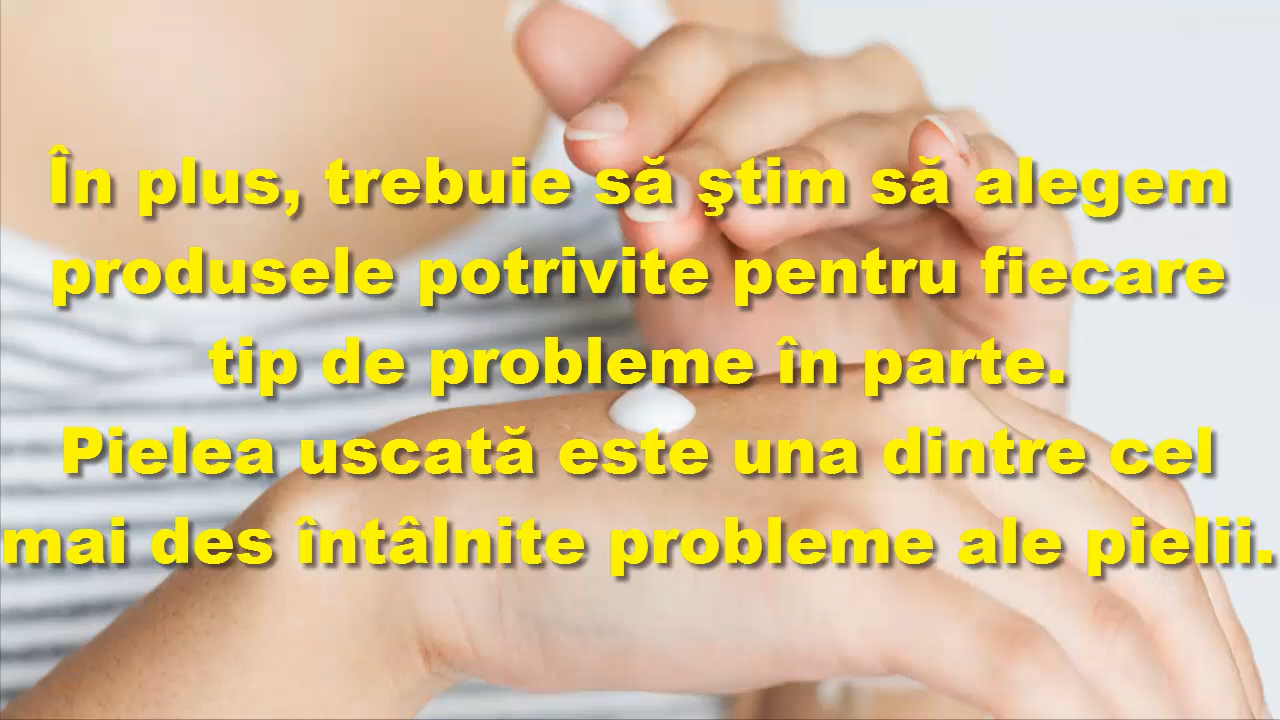 În plus, trebuie să ştim să alegem
produsele potrivite pentru fiecare
tip de probleme în parte.
Pielea uscată este una dintre cel
mai des întâlnite probleme ale pielii.